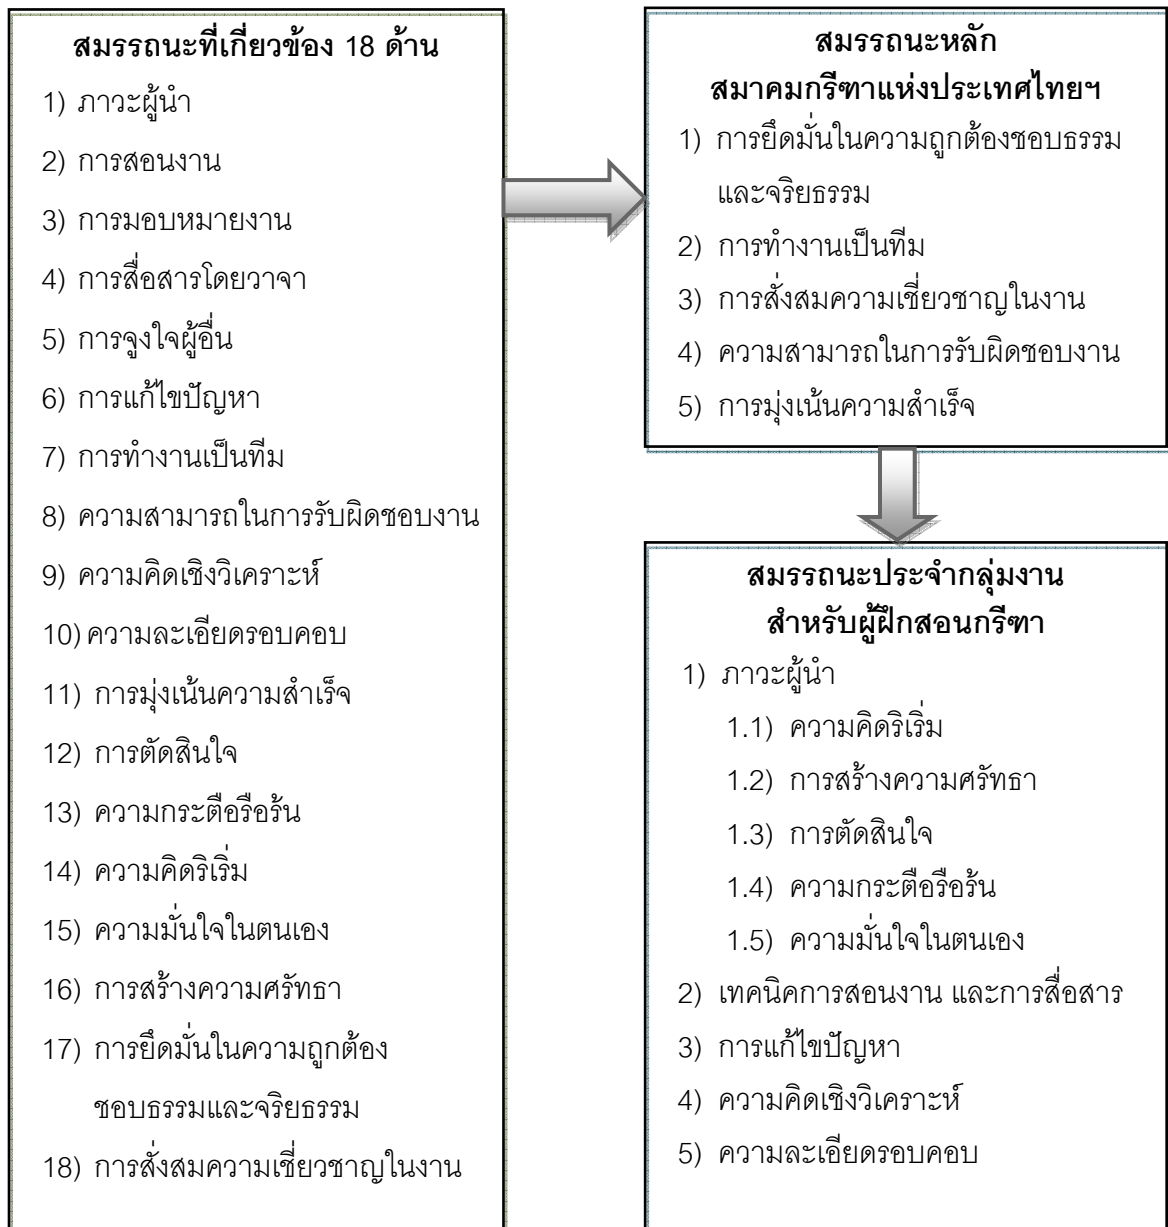 สมรรถนะที่เกี่ยวข้อง 18 ด้าน
1) ภาวะผู้นำ
2) การสอนงาน
3) การมอบหมายงาน
4) การสื่อสารโดยวาจา
5) การจูงใจผู้อื่น
6) การแก้ไขปัญหา
7) การทำงานเป็นทีม
8) ความสามารถในการรับผิดชอบงาน
9) ความคิดเชิงวิเคราะห์
10) ความละเอียดรอบคอบ
11) การมุ่งเน้นความสำเร็จ
12) การตัดสินใจ
13) ความกระตือรือร้น
14) ความคิดริเริ่ม
15) ความมั่นใจในตนเอง
16) การสร้างความศรัทธา
17) การยึดมั่นในความถูกต้อง
ชอบธรรมและจริยธรรม
18) การสั่งสมความเชี่ยวชาญในงาน
สมรรถนะหลัก
สมาคมกรีฑาแห่งประเทศไทยฯ
1) การยึดมั่นในความถูกต้องชอบธรรม
และจริยธรรม
2) การทำงานเป็นทีม
3) การสั่งสมความเชี่ยวชาญในงาน
4) ความสามารถในการรับผิดชอบงาน
5) การมุ่งเน้นความสำเร็จ
สมรรถนะประจำกลุ่มงาน
สำหรับผู้ฝึกสอนกรีฑา
1) ภาวะผู้นำ
1.1) ความคิดริเริ่ม
1.2) การสร้างความศรัทธา
1.3) การตัดสินใจ
1.4) ความกระตือรือร้น
1.5) ความมั่นใจในตนเอง
2) เทคนิคการสอนงาน และการสื่อสาร
3) การแก้ไขปัญหา
4) ความคิดเชิงวิเคราะห์
5) ความละเอียดรอบคอบ